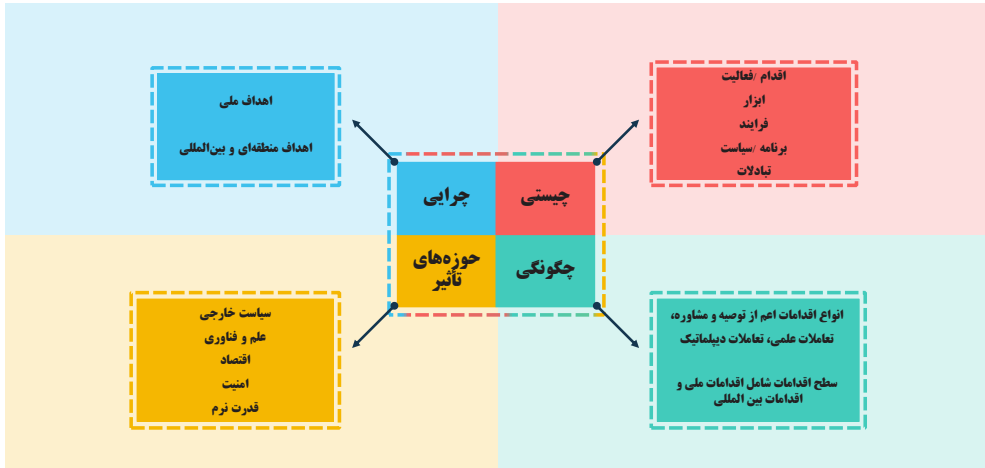 اقدام /فعالیت
ابزار
فرایند
برنامه /سیاست
تبادلات
اهداف ملی
اهداف منطقه‌ای و بین‌المللی
چیستی
چرایی
چگونگی
حوزه‌های
تأثیر
انواع اقدامات اعم از توصیه و مشاوره،
تعاملات علمی، تعاملات دیپلماتیک
سطح اقدامات شامل اقدامات ملی و
اقدامات بین المللی
سیاست خارجی
علم و فناوری
اقتصاد
امنیت
قدرت نرم